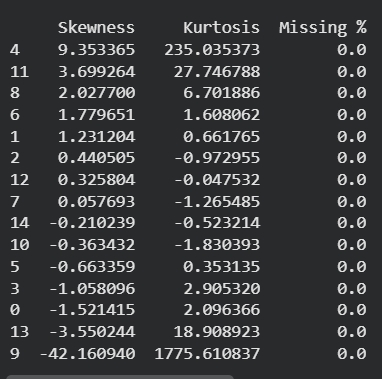 Skewness Kurtosis Missing %
4 9.353365 235.035373 0.0
11 3.699264 27.746788 0.0
8 2.027700 6.701886 0.0
6 1.779651 1.608062 0.0
1 1.231204 0.661765 0.0
2 0.440505 -0.972955 0.0
12 0.325804 -0.047532 0.0
7 0.057693 -1.265485 0.0
14 -0.210239 -0.523214 0.0
10 -0.363432 -1.830393 0.0
5 -0.663359 0.353135 0.0
3 -1.058096 2.905320 0.0
0 -1.521415 2.096366 0.0
13 -3.550244 18.908923 0.0
9 -42.160940 1775.610837 0.0